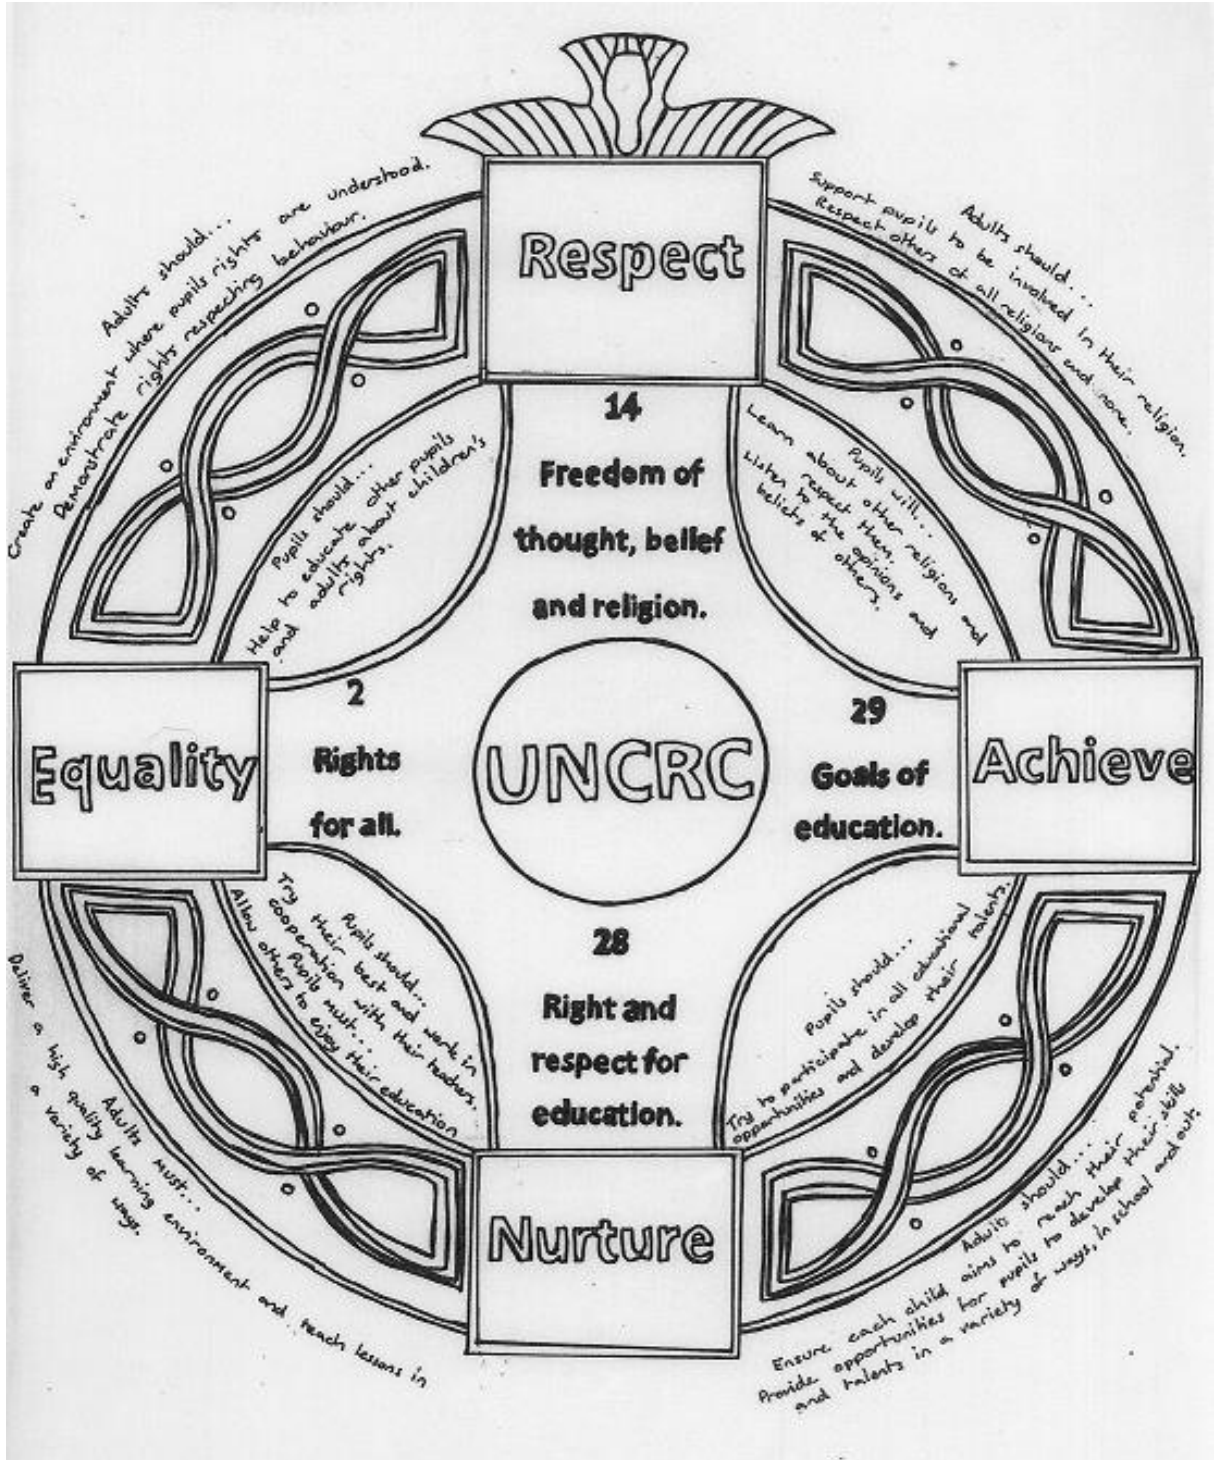 Respect
Adults should...
Create an environment where pupils rights are understood.
Demonstrate rights respecting behaviour.
Adults should...
Support pupils to be involved in their religion.
Respect others of all religions and none.
Pupils should...
Help to educate other pupils
and adults about children's
rights.
14
Freedom of
thought, belief
and religion.
Pupils will...
Learn about other religions and
respect them.
Listen to the opinions and
beliefs of others.
Equality
2
Rights
for all.
UNCRC
29
Goals of
education.
Achieve
Pupils should...
Try their best and work in
cooperation with their teachers.
Pupils must...
Allow others to enjoy their education
28
Right and
respect for
education.
Pupils should...
Try to participate in all educational
opportunities and develop their talents.
Adults must...
Deliver a high quality learning environment and teach lessons in
a variety of ways.
Nurture
Adults should...
Ensure each child aims to reach their potential.
Provide opportunities for pupils to develop their skills
and talents in a variety of ways, in school and out.